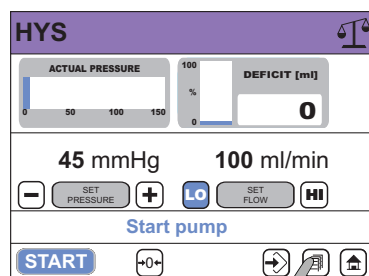 HYS
ACTUAL PRESSURE
0 50 100 150
100
%
0
DEFICIT [ml]
0
45 mmHg
100 ml/min
SET PRESSURE
LO
SET FLOW
HI
Start pump
START
0